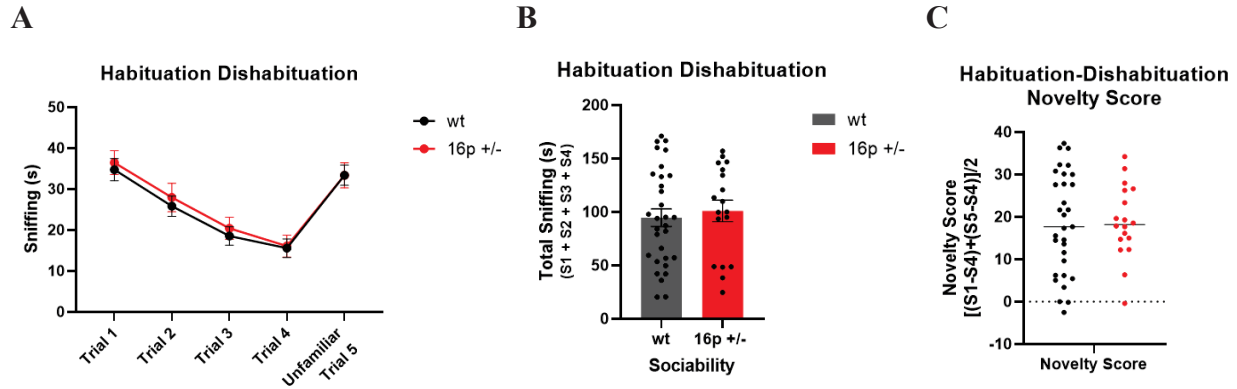 A
Habituation Dishabituation
Sniffing (s)
50
40
30
20
10
0
Trial 1
Trial 2
Trial 3
Trial 4
Unfamiliar
Trial 5
wt
16p +/-
B
Habituation Dishabituation
Total Sniffing (s)
(S1 + S2 + S3 + S4)
200
150
100
50
0
wt
16p +/-
Sociability
wt
16p +/-
C
Habituation-Dishabituation
Novelty Score
Novelty Score
[(S1-S4)+(S5-S4)]/2
40
30
20
10
0
-10
Novelty Score